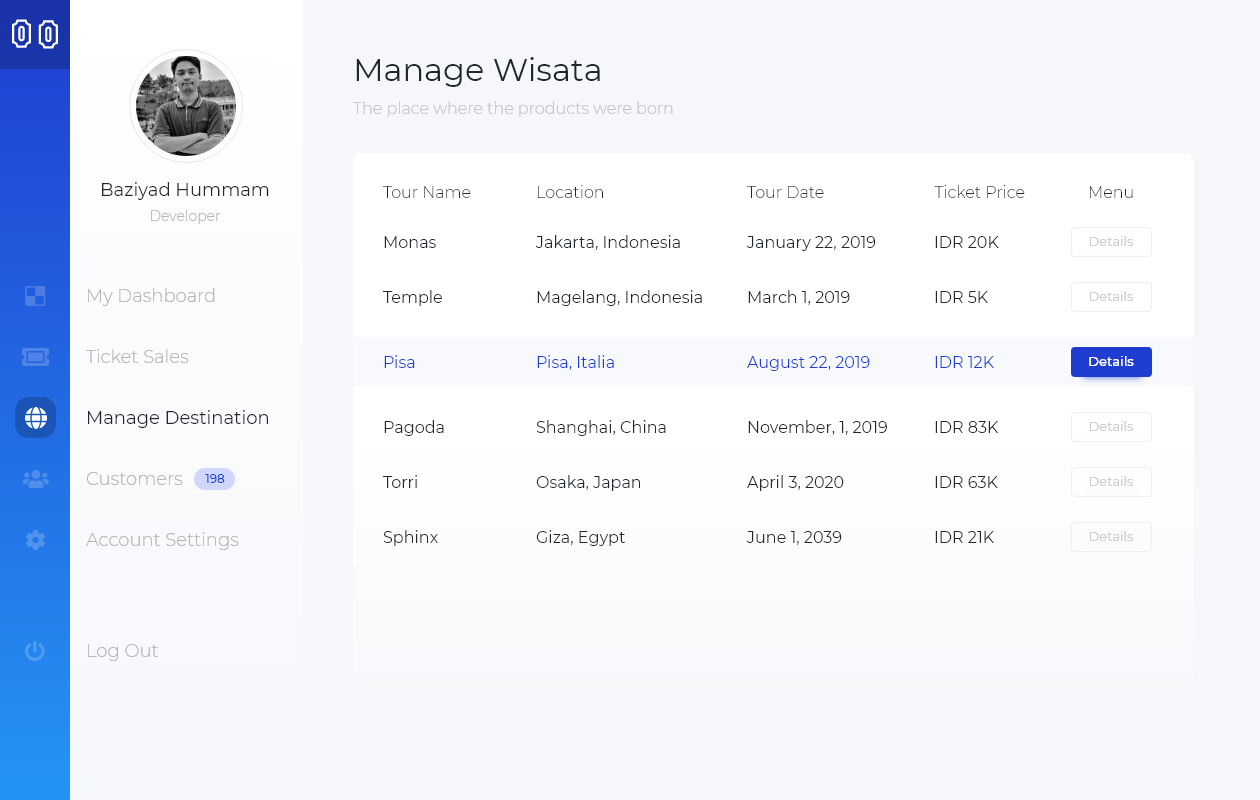 Baziyad Hummam
Developer
My Dashboard
Ticket Sales
Manage Destination
Customers 198
Account Settings
Log Out
Manage Wisata
The place where the products were born
Tour Name Location Tour Date Ticket Price Menu
Monas Jakarta, Indonesia January 22, 2019 IDR 20K Details
Temple Magelang, Indonesia March 1, 2019 IDR 5K Details
Pisa Pisa, Italia August 22, 2019 IDR 12K Details
Pagoda Shanghai, China November, 1, 2019 IDR 83K Details
Torri Osaka, Japan April 3, 2020 IDR 63K Details
Sphinx Giza, Egypt June 1, 2039 IDR 21K Details